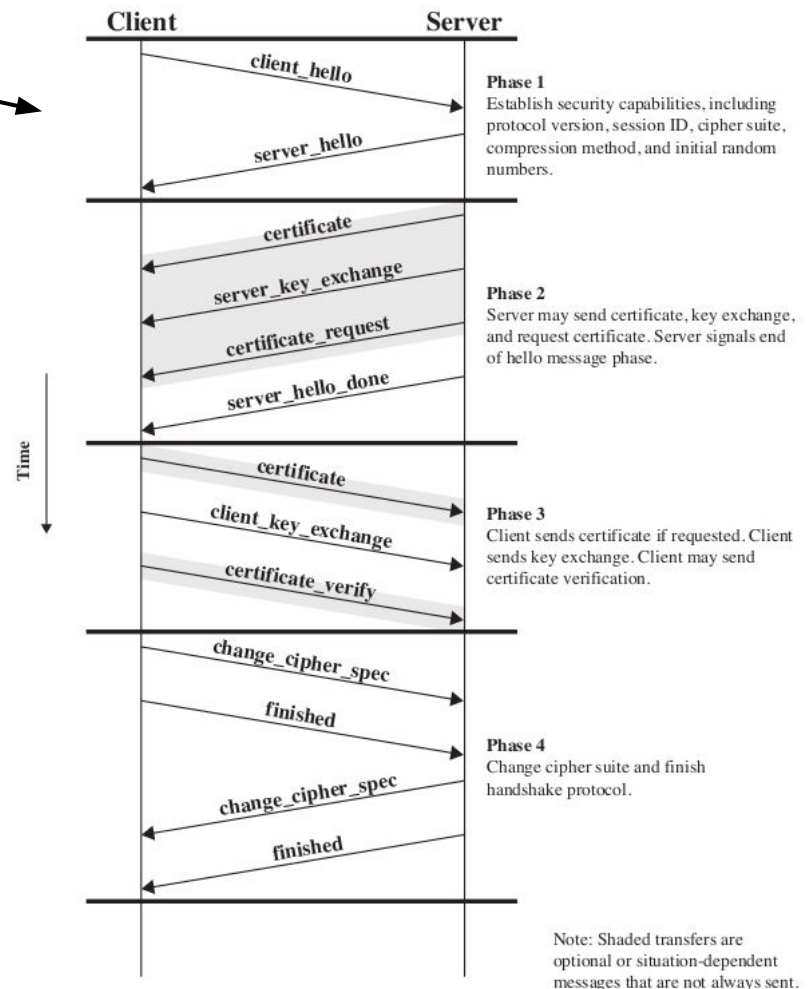 Client
Server
client_hello
server_hello
Phase 1
Establish security capabilities, including
protocol version, session ID, cipher suite,
compression method, and initial random
numbers.
certificate
server_key_exchange
certificate_request
server_hello_done
Phase 2
Server may send certificate, key exchange,
and request certificate. Server signals end
of hello message phase.
Time
certificate
client_key_exchange
certificate_verify
Phase 3
Client sends certificate if requested. Client
sends key exchange. Client may send
certificate verification.
change_cipher_spec
finished
change_cipher_spec
finished
Phase 4
Change cipher suite and finish
handshake protocol.
Note: Shaded transfers are
optional or situation-dependent
messages that are not always sent.